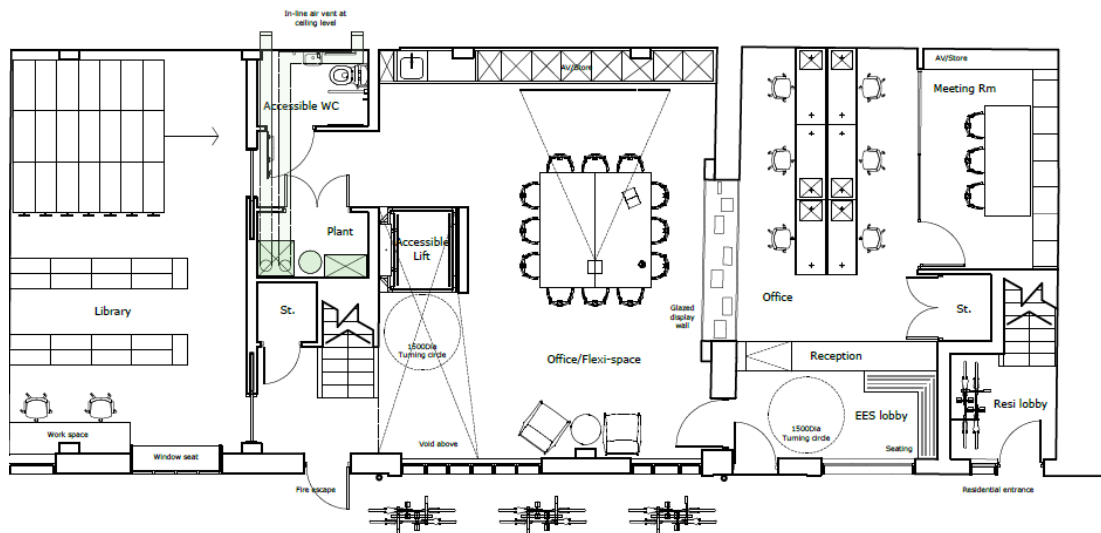 In-line air vent at
ceiling level
AV/Store
AV/Store
Meeting Rm
Accessible WC
Plant
Accessible
Lift
Library
St.
Office
St.
Glazed
display
wall
1500Dia
Turning circle
Office/Flexi-space
Reception
Resi lobby
EES lobby
1500Dia
Turning circle
Work space
Void above
Seating
Window seat
Fire escape
Residential entrance